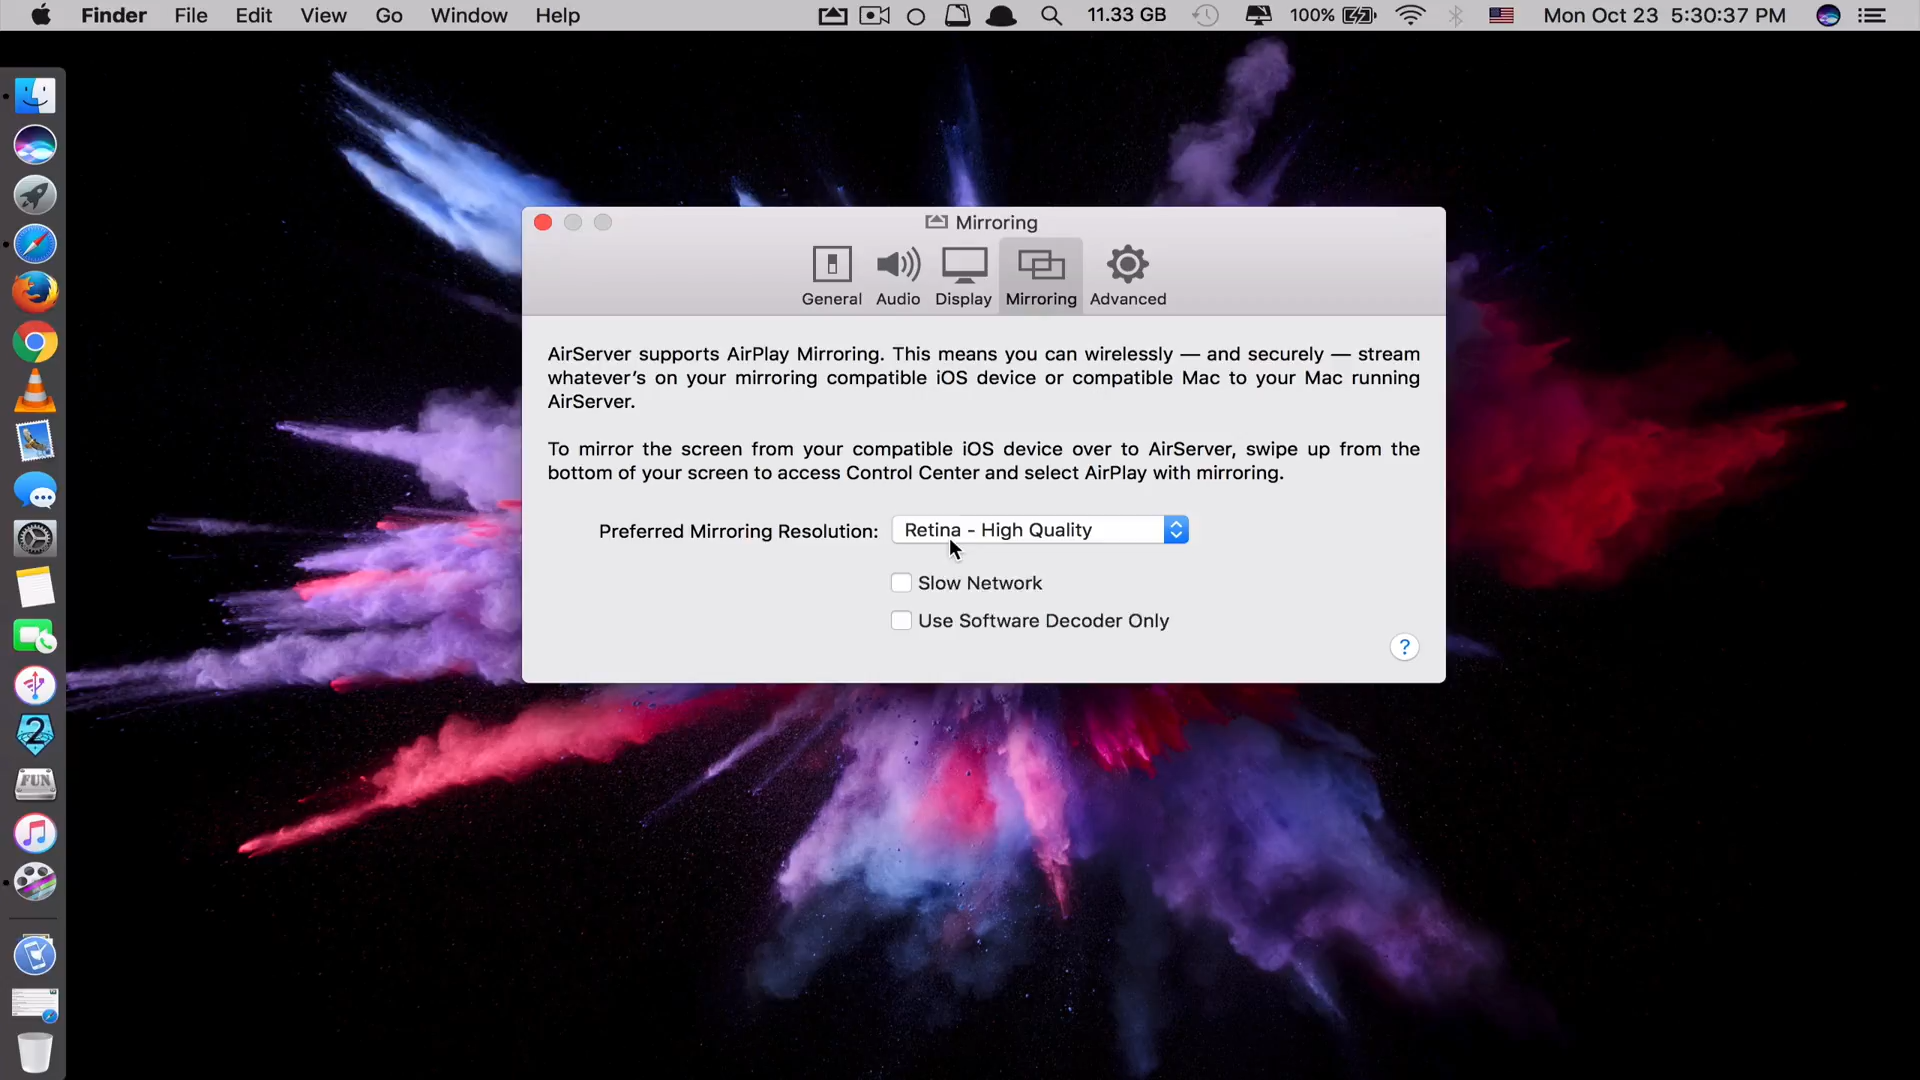 Finder File Edit View Go Window Help 11.33 GB 100% Mon Oct 23 5:30:37 PM
Mirroring
General Audio Display Mirroring Advanced
AirServer supports AirPlay Mirroring. This means you can wirelessly — and securely — stream
whatever's on your mirroring compatible iOS device or compatible Mac to your Mac running
AirServer.
To mirror the screen from your compatible iOS device over to AirServer, swipe up from the
bottom of your screen to access Control Center and select AirPlay with mirroring.
Preferred Mirroring Resolution: Retina - High Quality
Slow Network
Use Software Decoder Only
?
2
FUN